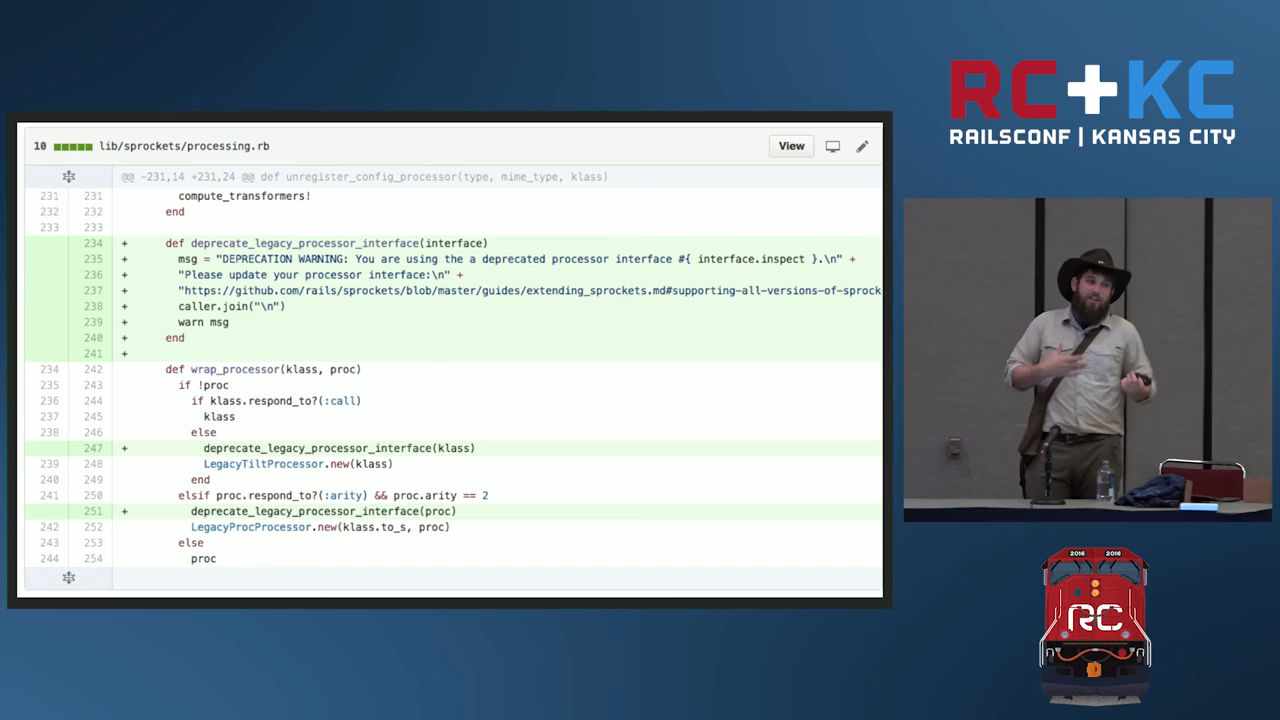 RC+KC
RAILSCONF | KANSAS CITY
10 lib/sprockets/processing.rb View
@@ -231,14 +231,24 @@ def unregister_config_processor(type, mime_type, klass)
231 231 compute_transformers!
232 232 end
233 233
234 + def deprecate_legacy_processor_interface(interface)
235 + msg = "DEPRECATION WARNING: You are using the a deprecated processor interface #{ interface.inspect }.\n" +
236 + "Please update your processor interface:\n" +
237 + "https://github.com/rails/sprockets/blob/master/guides/extending_sprockets.md#supporting-all-versions-of-sprock
238 + caller.join("\n")
239 + warn msg
240 + end
241 +
234 242 def wrap_processor(klass, proc)
235 243 if !proc
236 244 if klass.respond_to?(:call)
237 245 klass
238 246 else
247 + deprecate_legacy_processor_interface(klass)
239 248 LegacyTiltProcessor.new(klass)
240 249 end
241 250 elsif proc.respond_to?(:arity) && proc.arity == 2
251 + deprecate_legacy_processor_interface(proc)
242 252 LegacyProcProcessor.new(klass.to_s, proc)
243 253 else
244 254 proc
2016 2016
RC